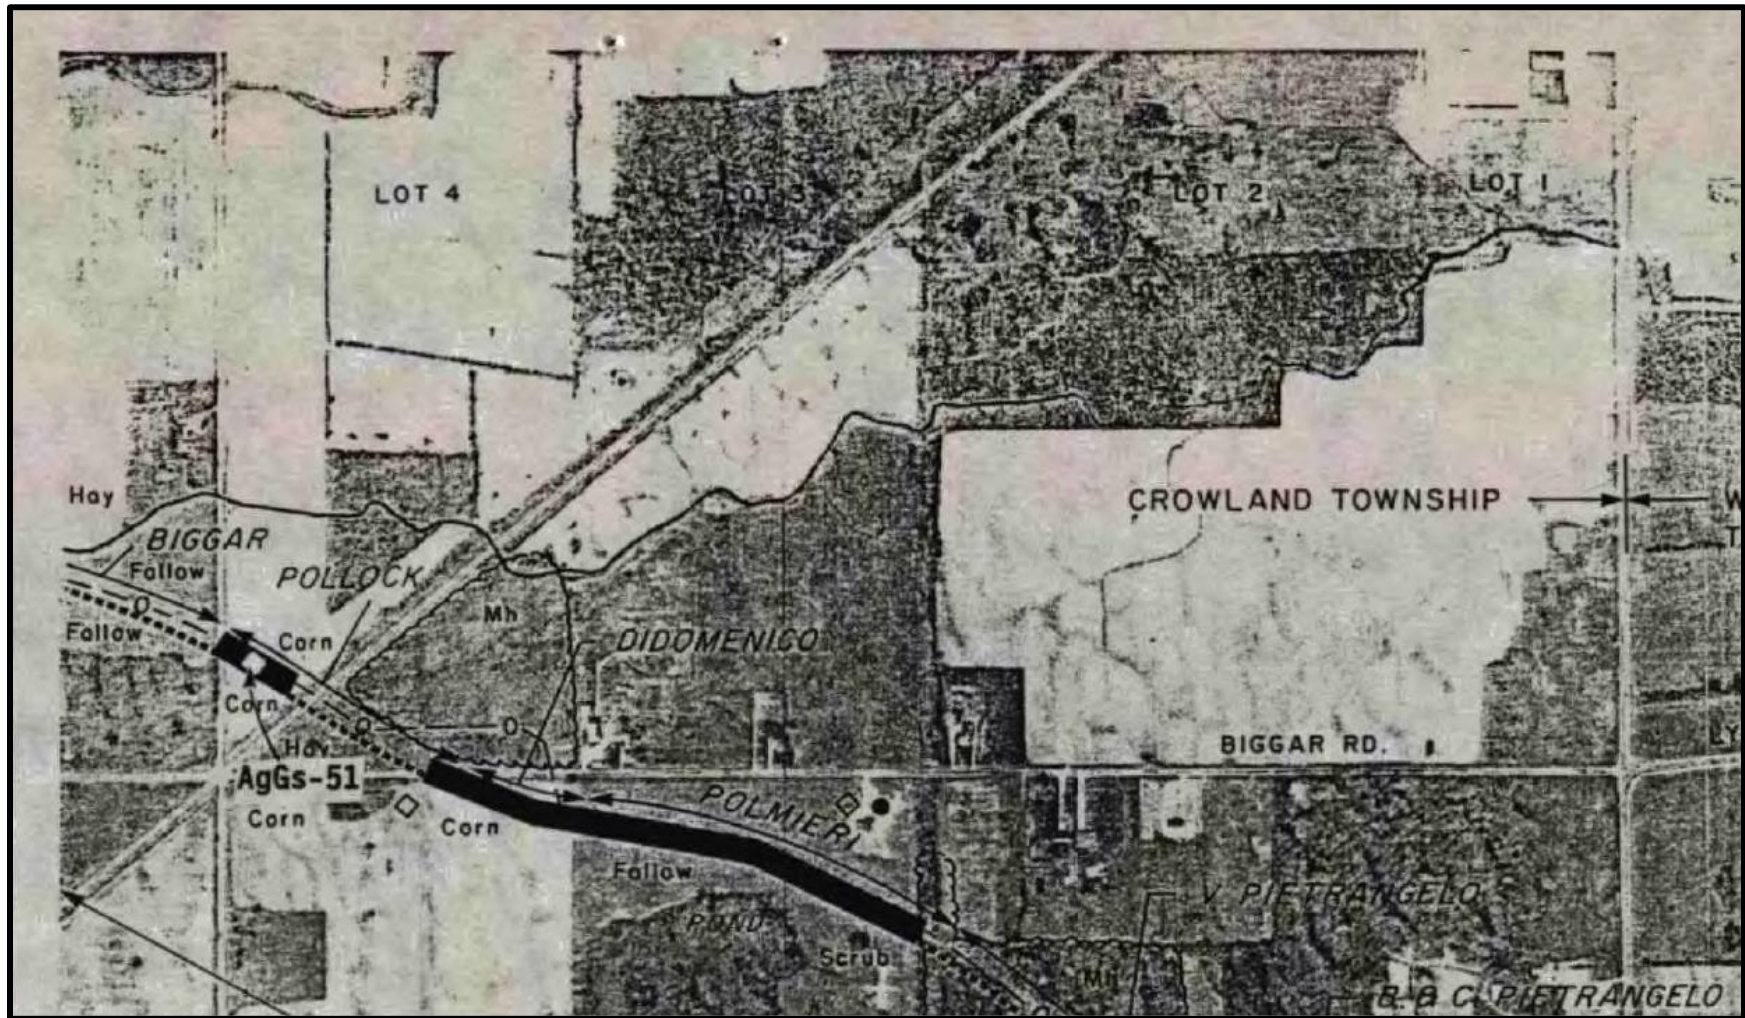 LOT 4
LOT 3
LOT 2
LOT 1
Hay
CROWLAND TOWNSHIP
W
T
BIGGAR
Fallow
POLLOCK
Mh
Fallow
Corn
DIDOMENICO
Corn
Hay
BIGGAR RD.
LY
AgGs-51
Corn
Corn
POLMIERI
Fallow
POND
V. PIETRANGELO
Scrub
Mh
B. & C. PIETRANGELO